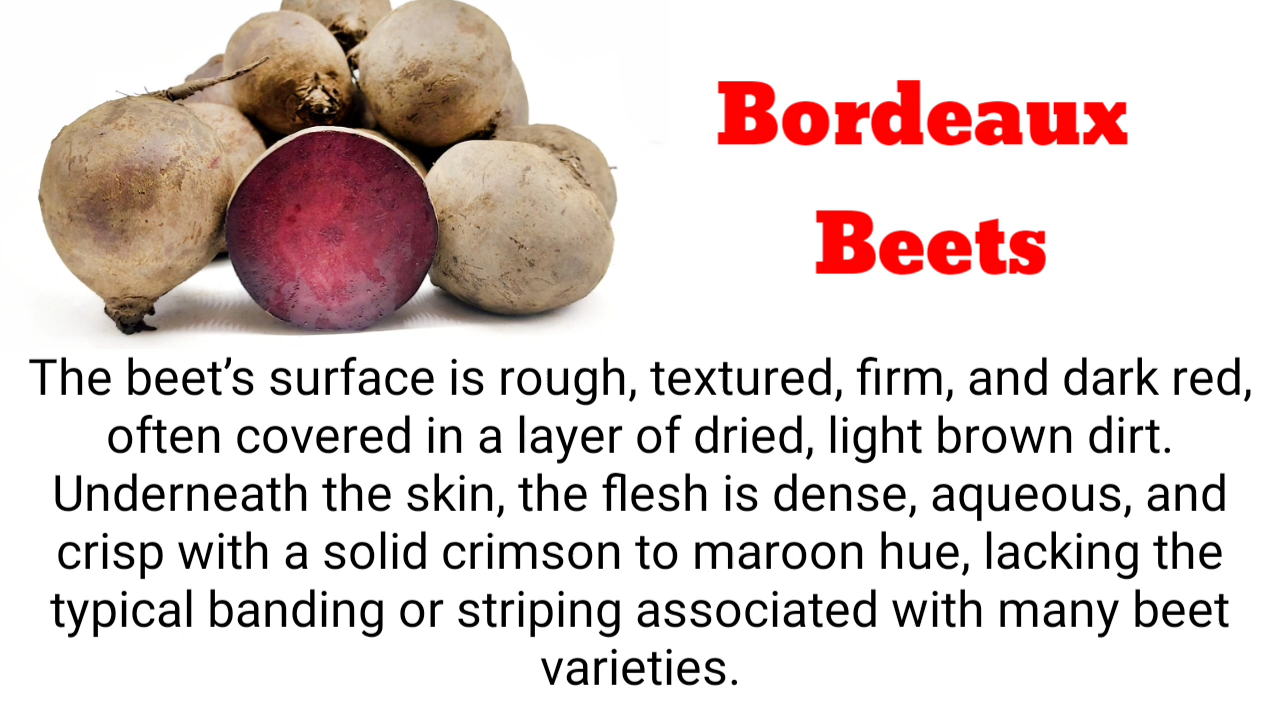 Bordeaux
Beets
The beet’s surface is rough, textured, firm, and dark red,
often covered in a layer of dried, light brown dirt.
Underneath the skin, the flesh is dense, aqueous, and
crisp with a solid crimson to maroon hue, lacking the
typical banding or striping associated with many beet
varieties.